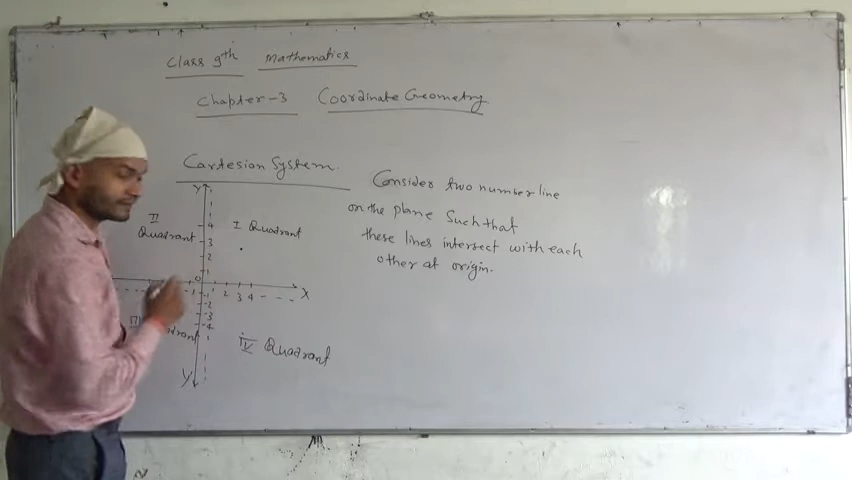 Class 9th Mathematics
Chapter-3 Coordinate Geometry
Cartesion System.
Consider two number line
on the plane Such that
these lines intersect with each
other at origin.
Y
II
Quadrant
I Quadrant
4
3
2
1
0
-1
1 2 3 4
X
-1
-2
-3
-4
III
IV Quadrant
Y'